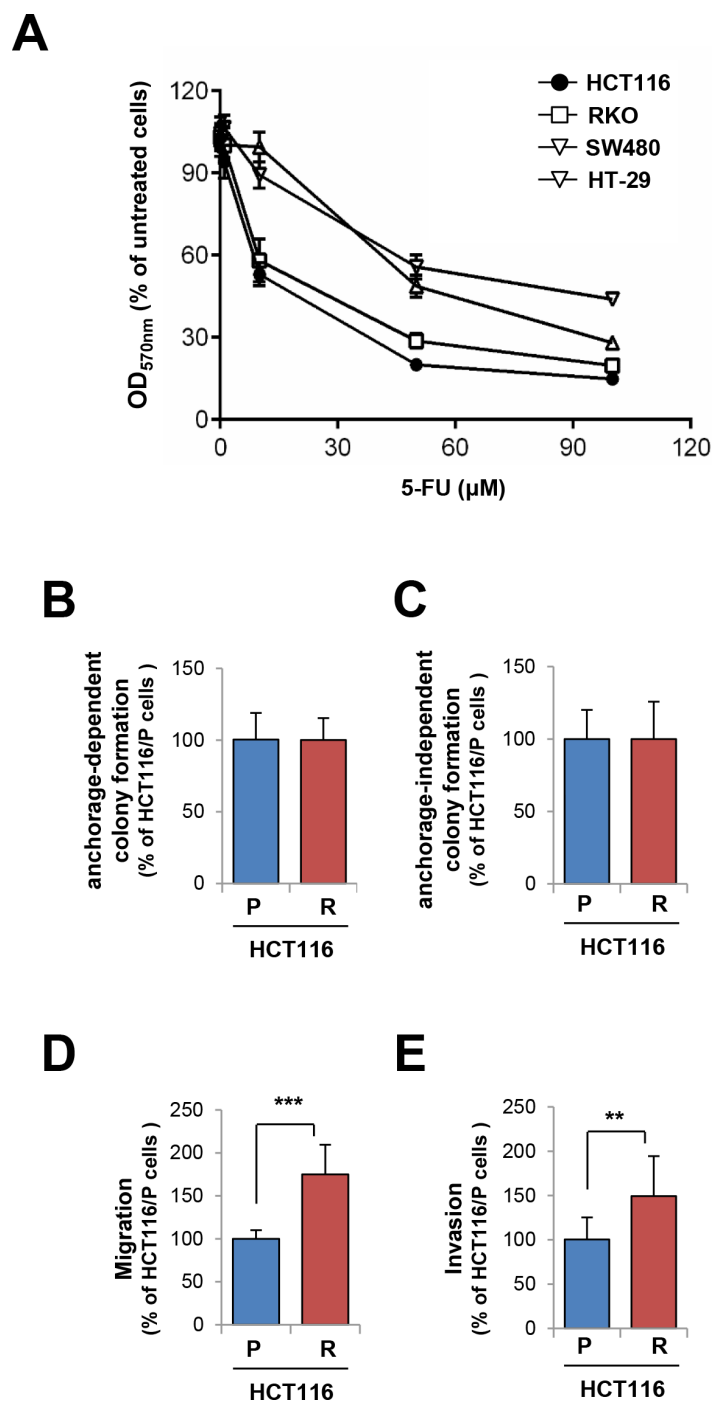 A
HCT116
RKO
SW480
HT-29
OD570nm (% of untreated cells)
120
90
60
30
0
0 30 60 90 120
5-FU (µM)
B
anchorage-dependent
colony formation
(% of HCT116/P cells )
150
100
50
0
P R
HCT116
C
anchorage-independent
colony formation
(% of HCT116/P cells )
150
100
50
0
P R
HCT116
D
Migration
(% of HCT116/P cells )
250
200
150
100
50
0
***
P R
HCT116
E
Invasion
(% of HCT116/P cells )
250
200
150
100
50
0
**
P R
HCT116